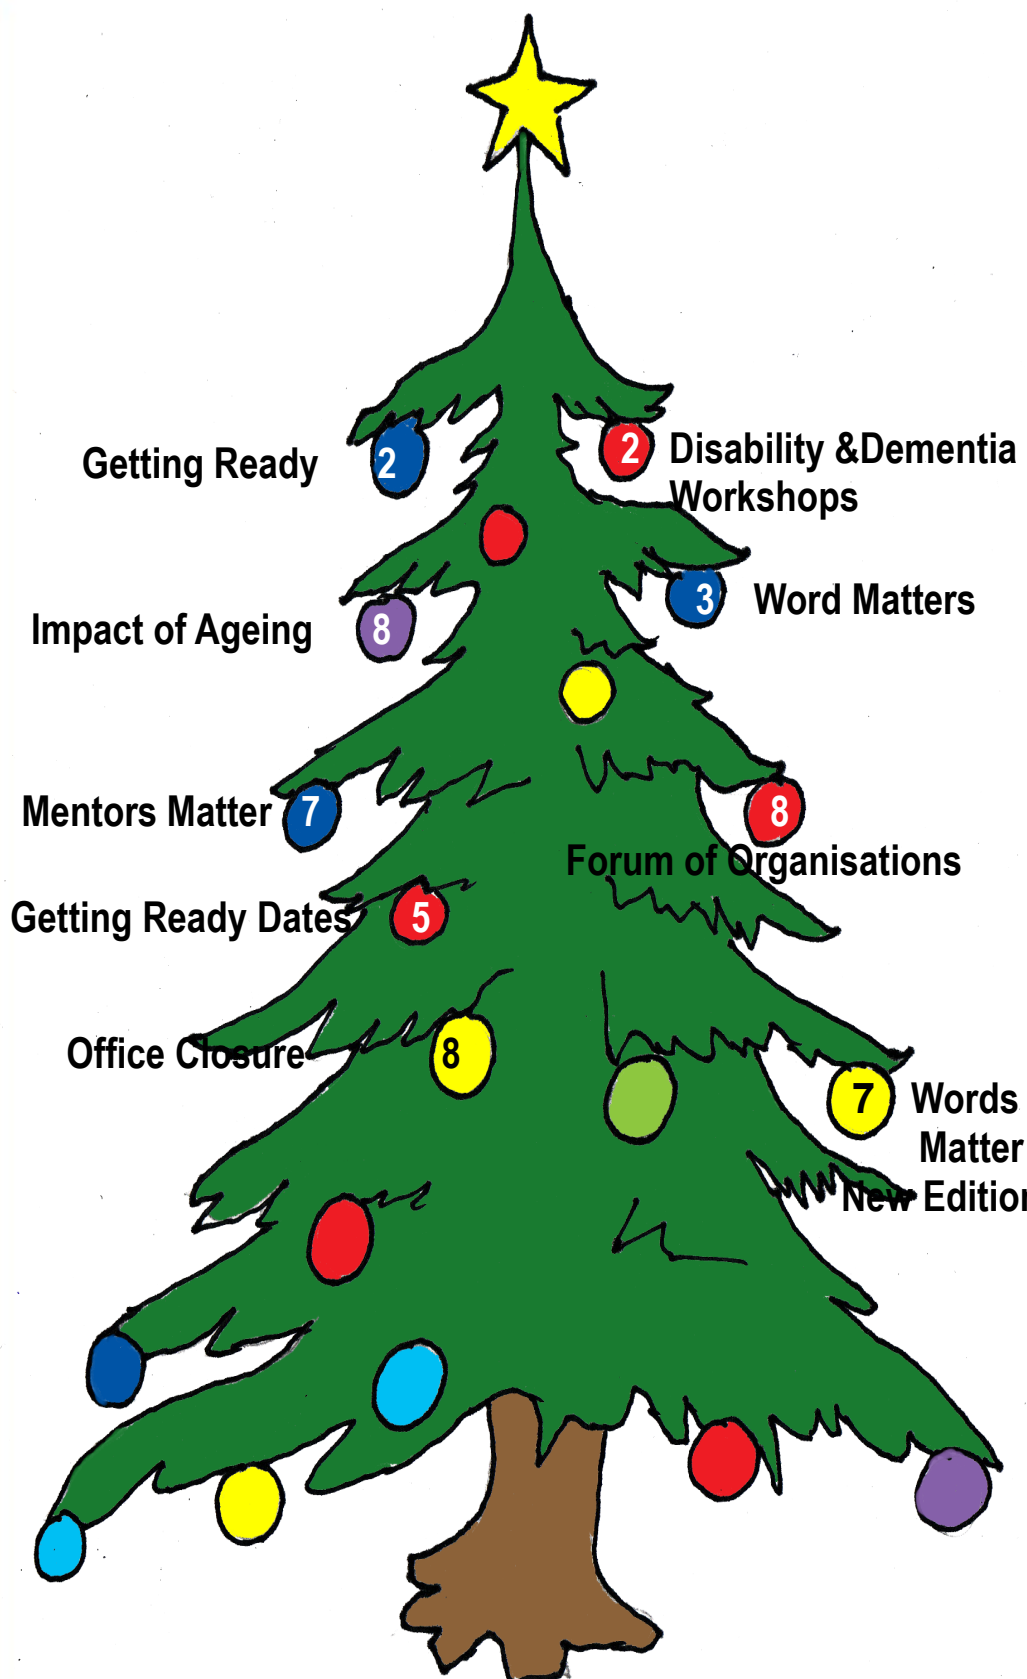 Getting Ready 2
2 Disability &Dementia
Workshops
Impact of Ageing 8
3 Word Matters
Mentors Matter 7
8
Forum of Organisations
Getting Ready Dates 5
Office Closure 8
7 Words
Matter
New Edition